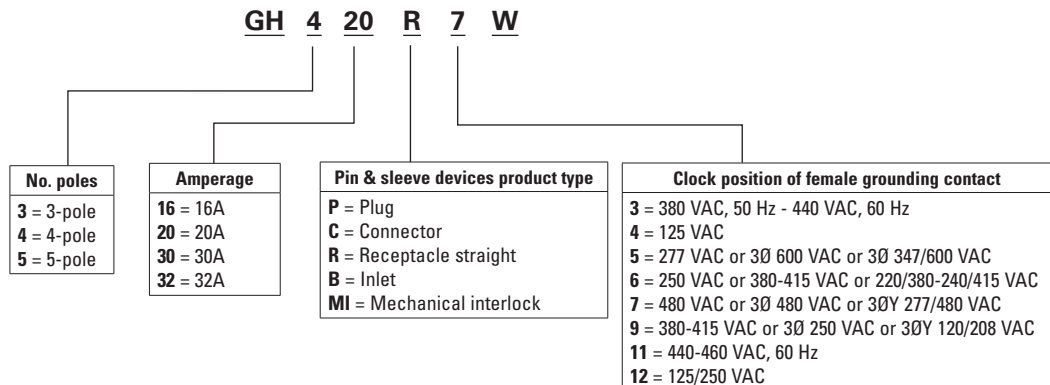 GH 4 20 R 7 W
No. poles
3 = 3-pole
4 = 4-pole
5 = 5-pole
Amperage
16 = 16A
20 = 20A
30 = 30A
32 = 32A
Pin & sleeve devices product type
P = Plug
C = Connector
R = Receptacle straight
B = Inlet
MI = Mechanical interlock
Clock position of female grounding contact
3 = 380 VAC, 50 Hz - 440 VAC, 60 Hz
4 = 125 VAC
5 = 277 VAC or 3Ø 600 VAC or 3Ø 347/600 VAC
6 = 250 VAC or 380-415 VAC or 220/380-240/415 VAC
7 = 480 VAC or 3Ø 480 VAC or 3ØY 277/480 VAC
9 = 380-415 VAC or 3Ø 250 VAC or 3ØY 120/208 VAC
11 = 440-460 VAC, 60 Hz
12 = 125/250 VAC